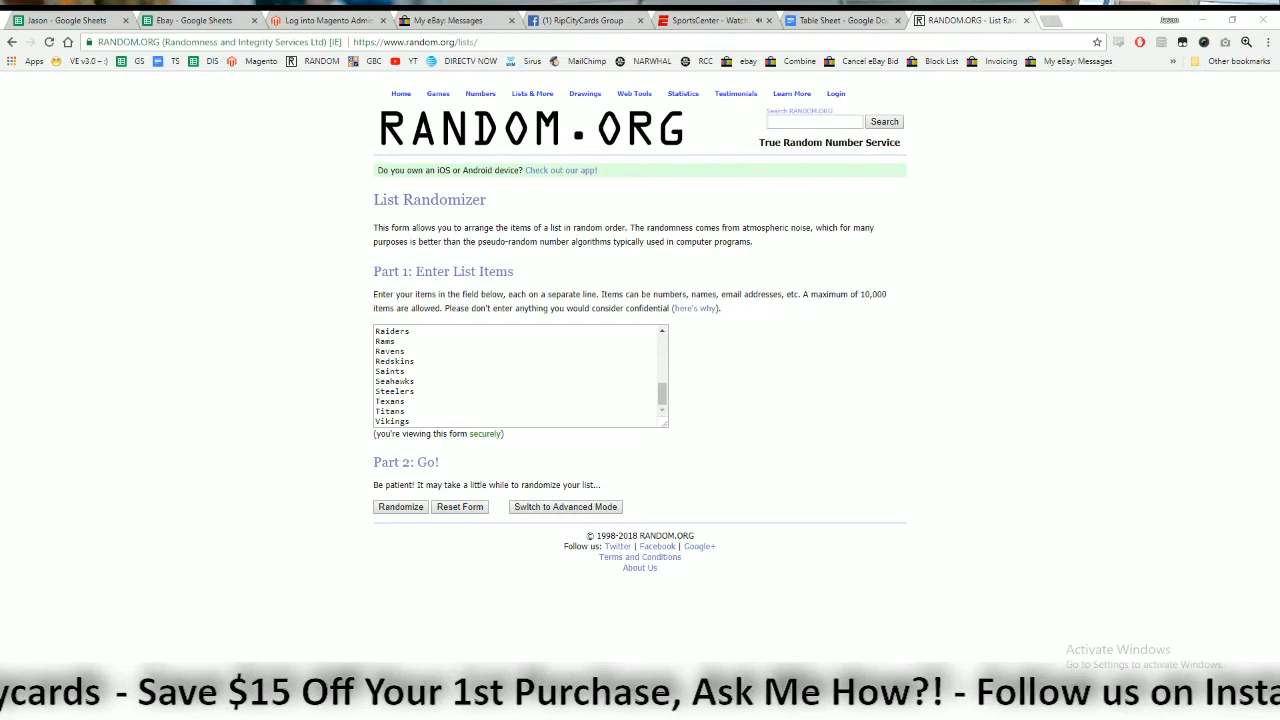 Jason - Google Sheets
Ebay - Google Sheets
Log into Magento Admin
My eBay: Messages
(1) RipCityCards Group
SportsCenter - Watch
Table Sheet - Google Do
RANDOM.ORG - List Ran
RANDOM.ORG (Randomness and Integrity Services Ltd) [IE] | https://www.random.org/lists/
Apps VE v3.0 -:) GS TS DIS Magento RANDOM GBC YT DIRECTV NOW Sirus MailChimp NARWHAL RCC ebay Combine Cancel eBay Bid Block List Invoicing My eBay: Messages » Other bookmarks
Home Games Numbers Lists & More Drawings Web Tools Statistics Testimonials Learn More Login
RANDOM.ORG
Search RANDOM.ORG
Search
True Random Number Service
Do you own an iOS or Android device? Check out our app!
List Randomizer
This form allows you to arrange the items of a list in random order. The randomness comes from atmospheric noise, which for many
purposes is better than the pseudo-random number algorithms typically used in computer programs.
Part 1: Enter List Items
Enter your items in the field below, each on a separate line. Items can be numbers, names, email addresses, etc. A maximum of 10,000
items are allowed. Please don't enter anything you would consider confidential (here's why).
Raiders
Rams
Ravens
Redskins
Saints
Seahawks
Steelers
Texans
Titans
Vikings
(you're viewing this form securely)
Part 2: Go!
Be patient! It may take a little while to randomize your list...
Randomize Reset Form Switch to Advanced Mode
© 1998-2018 RANDOM.ORG
Follow us: Twitter | Facebook | Google+
Terms and Conditions
About Us
Activate Windows
Go to Settings to activate Windows.
ycards - Save $15 Off Your 1st Purchase, Ask Me How?! - Follow us on Insta